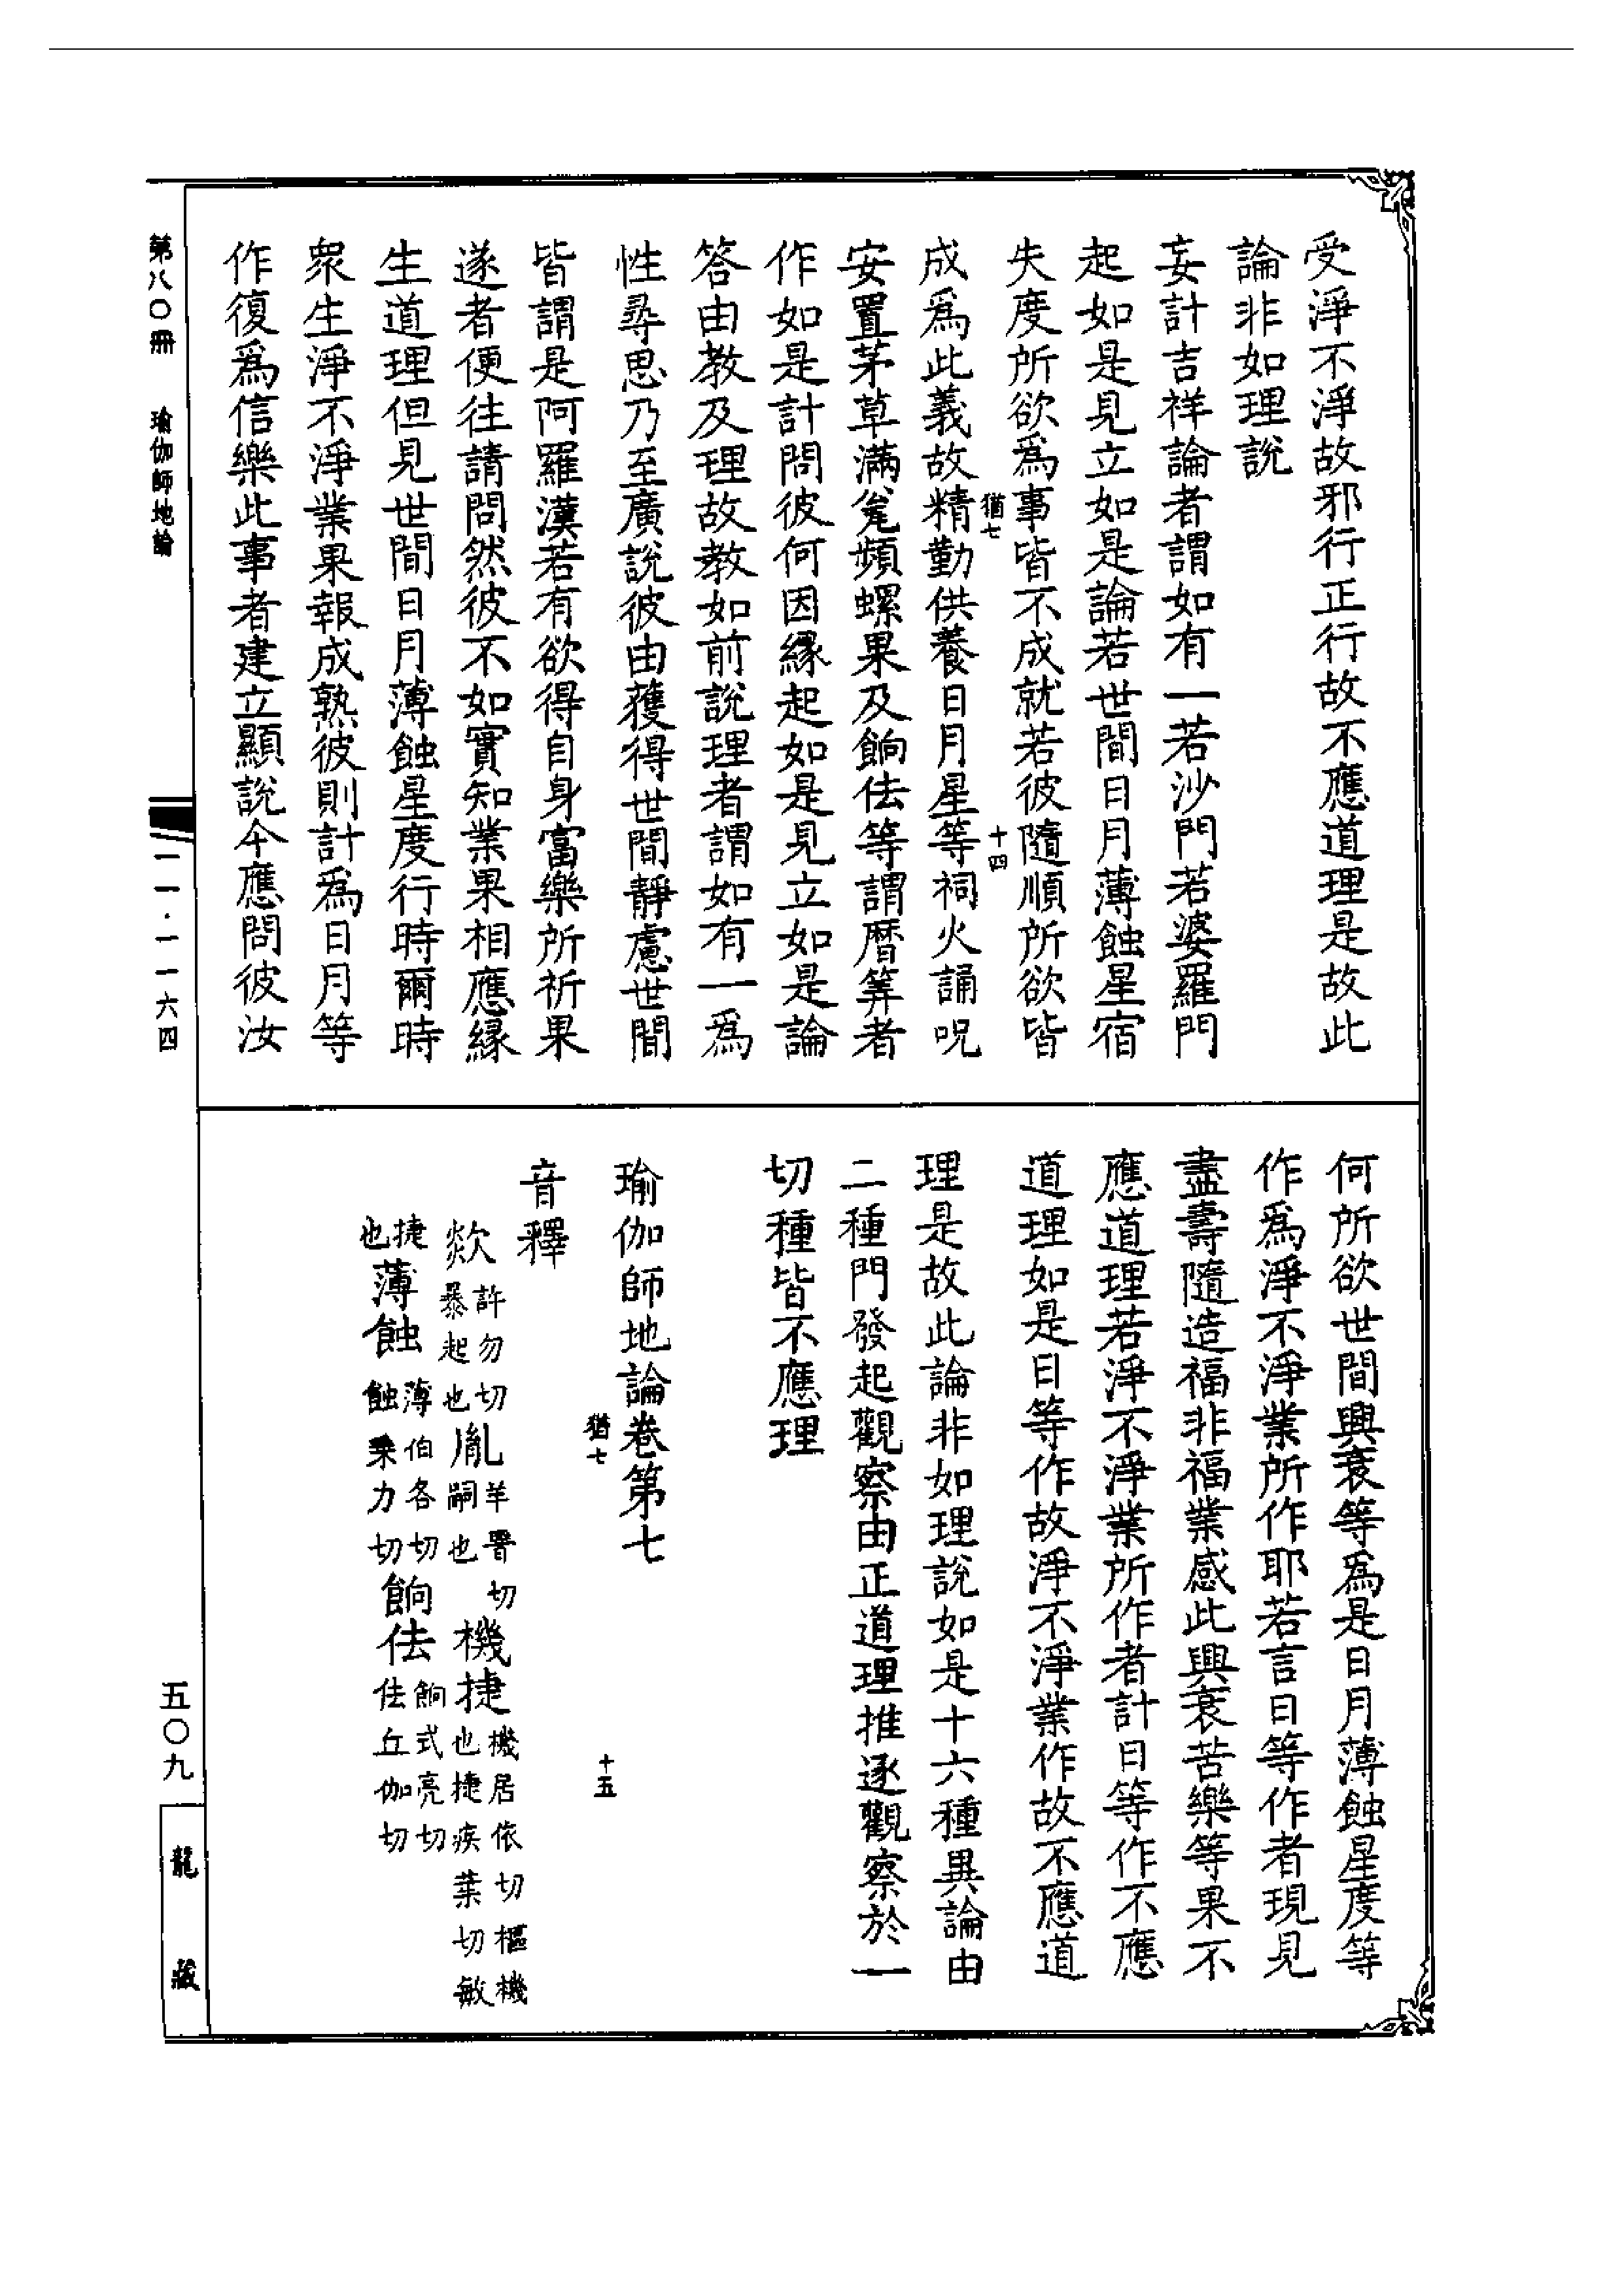 受淨不淨故邪行正行故不應道理是故此
論非如理說
妄計吉祥論者謂如有一若沙門若婆羅門
起如是見立如是論若世間日月薄蝕星宿
失度所欲爲事皆不成就若彼隨順所欲皆
猶七
十四
成爲此義故精勤供養日月星等祠火誦呪
安置茅草滿瓮頻螺果及餉佉等謂曆筭者
作如是計問彼何因緣起如是見立如是論
答由教及理故教如前說理者謂如有一爲
性尋思乃至廣說彼由獲得世間靜慮世間
皆謂是阿羅漢若有欲得自身富樂所祈果
遂者便往請問然彼不如實知業果相應緣
生道理但見世間日月薄蝕星度行時爾時
眾生淨不淨業果報成熟彼則計爲日月等
作復爲信樂此事者建立顯說今應問彼汝
第八〇冊
瑜伽師地論
一一·一一六四
何所欲世間興衰等爲是日月薄蝕星度等
作爲淨不淨業所作耶若言日等作者現見
盡壽隨造福非福業感此興衰苦樂等果不
應道理若淨不淨業所作者計日等作不應
道理如是日等作故淨不淨業作故不應道
理是故此論非如理說如是十六種異論由
二種門發起觀察由正道理推逐觀察於一
切種皆不應理
瑜伽師地論卷第七
猶七
十五
音釋
欻許勿切暴起也胤羊晉切嗣也機捷機居依切樞機也捷疾葉切敏
捷也薄蝕薄伯各切蝕乘力切餉佉餉式亮切佉丘伽切
五〇九
龍藏